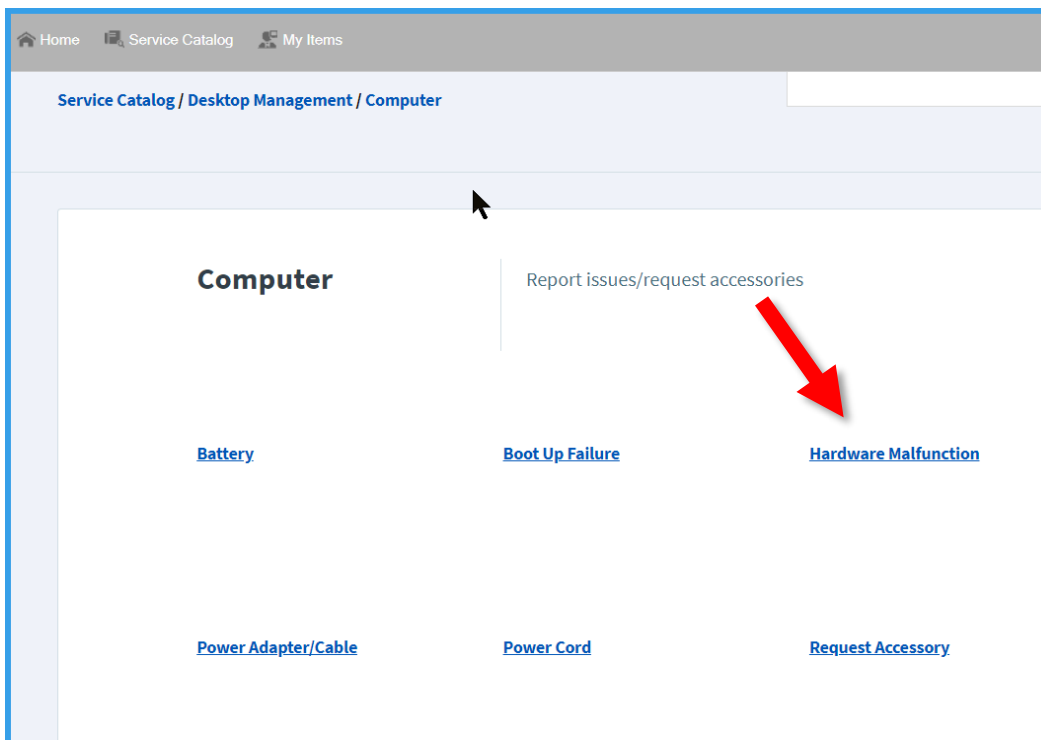 Home Service Catalog My Items
Service Catalog / Desktop Management / Computer
Computer Report issues/request accessories
Battery Boot Up Failure Hardware Malfunction
Power Adapter/Cable Power Cord Request Accessory